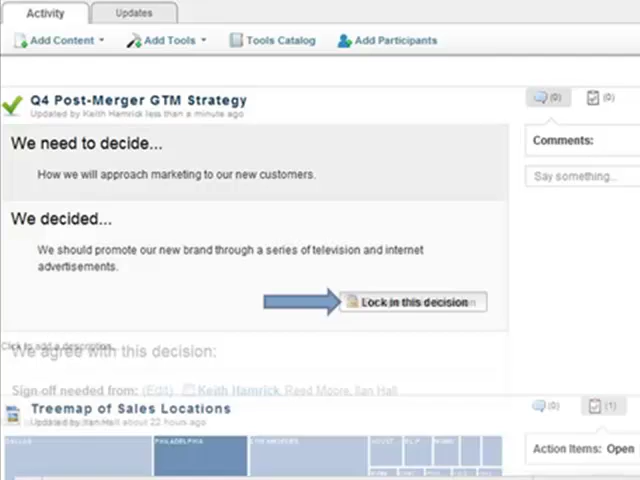 Activity Updates
Add Content Add Tools Tools Catalog Add Participants
Q4 Post-Merger GTM Strategy (0) (0)
Updated by Keith Hamrick less than a minute ago
We need to decide... Comments:
How we will approach marketing to our new customers. Say something...
We decided...
We should promote our new brand through a series of television and internet
advertisements.
Lock in this decision
Click to add a description...
We agree with this decision:
Sign-off needed from: (Edit) Keith Hamrick, Reed Moore, Ilan Hall
Treemap of Sales Locations (0) (1)
Updated by Ilan Hall about 22 hours ago
DALLAS PHILADELPHIA LOS ANGELES
Action Items: Open